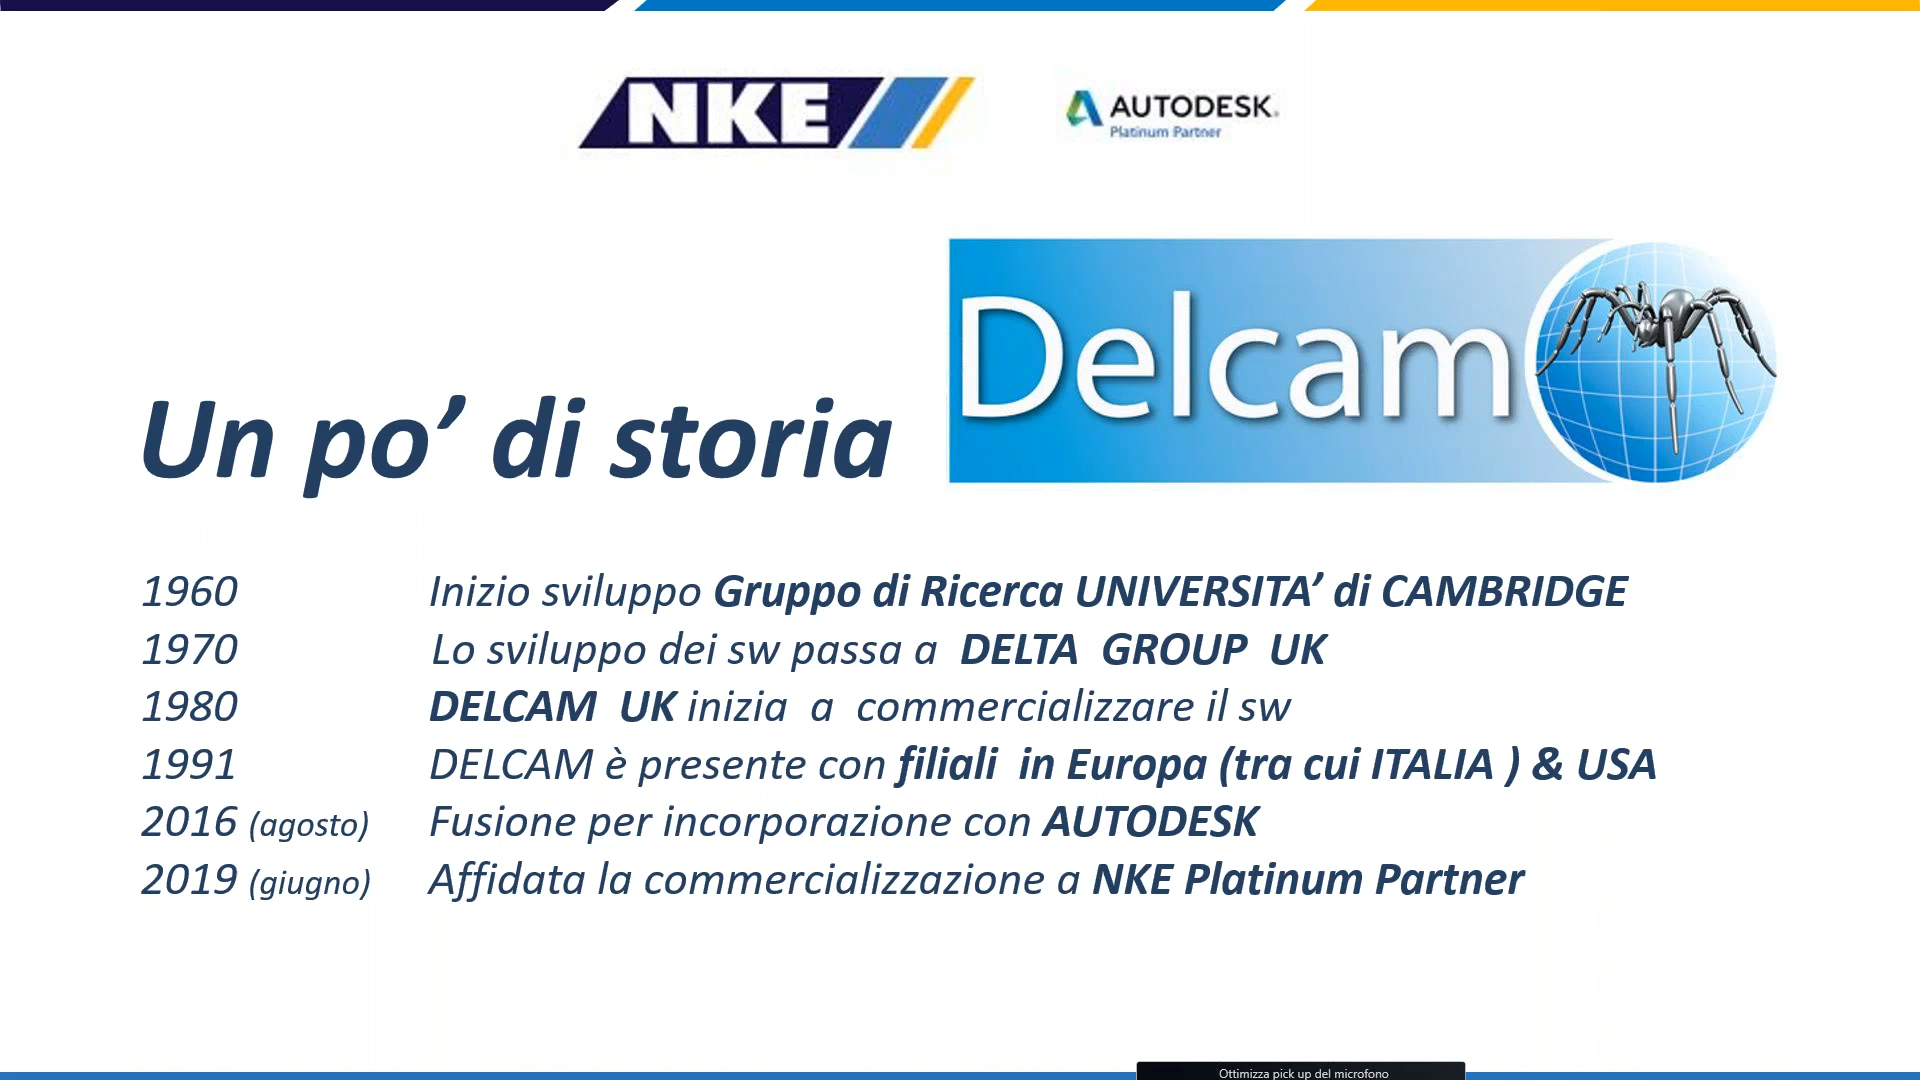 NKE
AUTODESK.
Platinum Partner
Delcam
Un po’ di storia
1960 Inizio sviluppo Gruppo di Ricerca UNIVERSITA’ di CAMBRIDGE
1970 Lo sviluppo dei sw passa a DELTA GROUP UK
1980 DELCAM UK inizia a commercializzare il sw
1991 DELCAM è presente con filiali in Europa (tra cui ITALIA ) & USA
2016 (agosto) Fusione per incorporazione con AUTODESK
2019 (giugno) Affidata la commercializzazione a NKE Platinum Partner
Ottimizza pick up del microfono